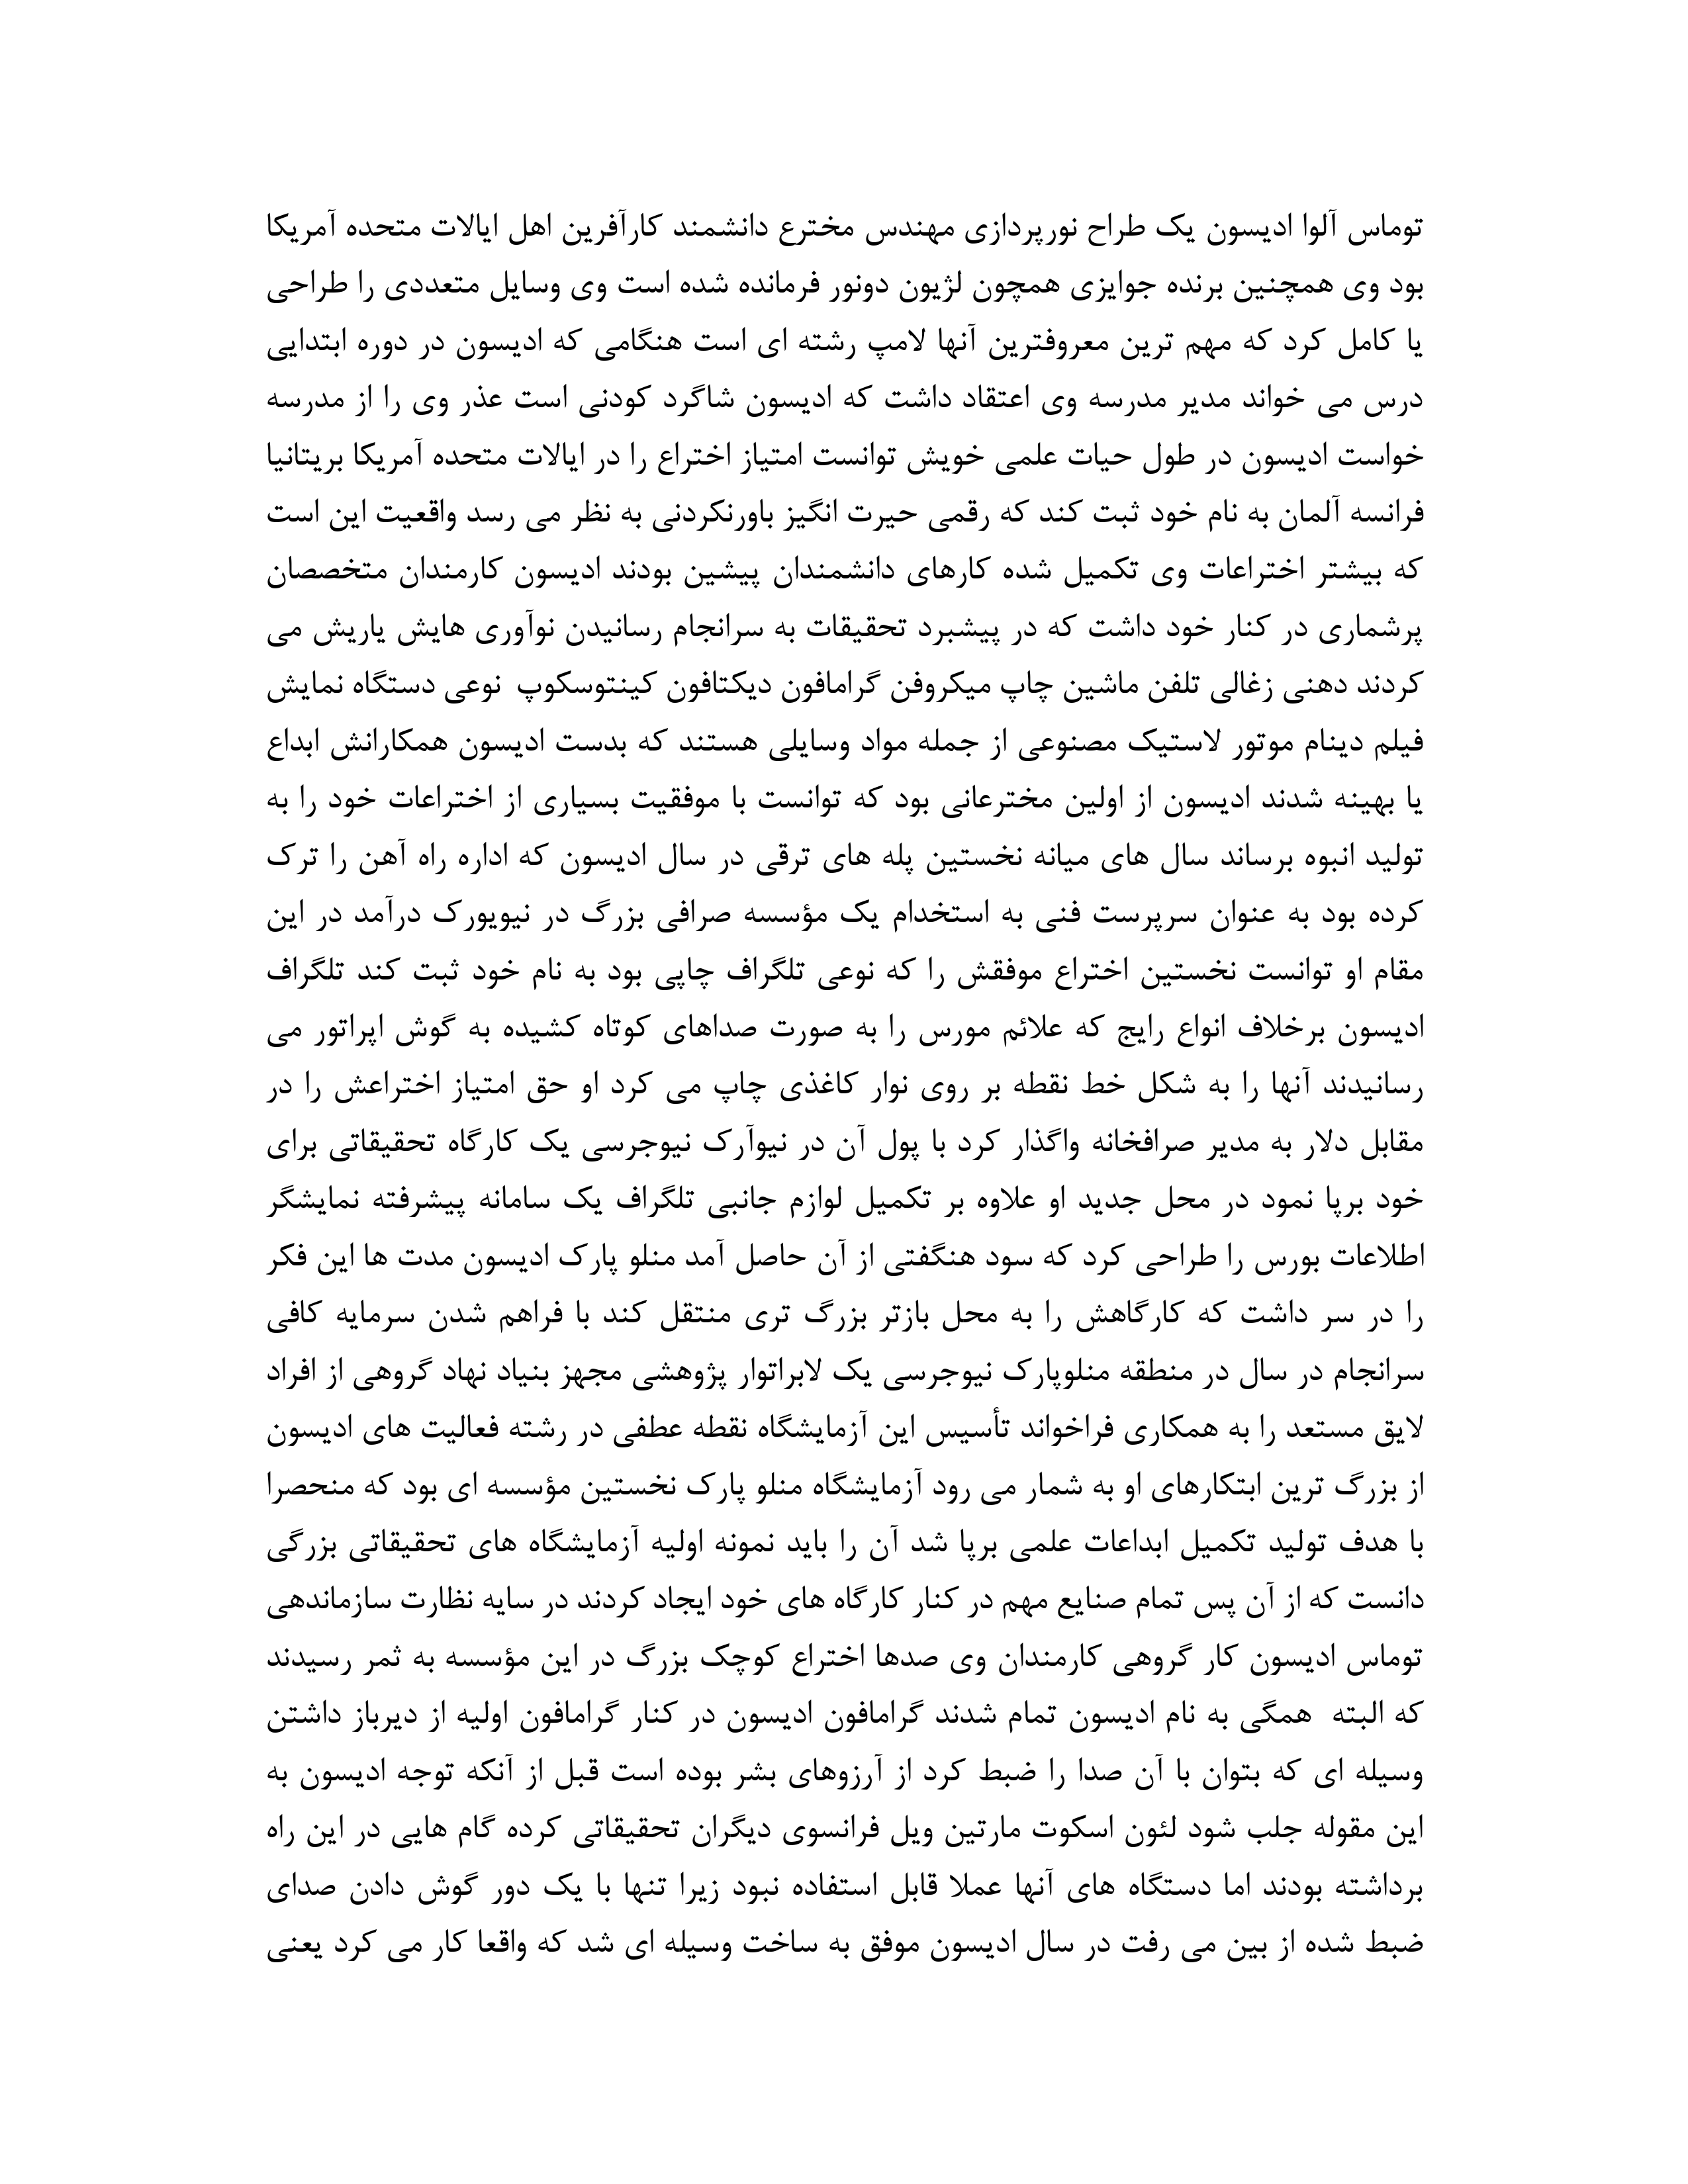 توماس آلوا ادیسون یک طراح نورپردازی مهندس مخترع دانشمند کارآفرین اهل ایالات متحده آمریکا
بود وی همچنین برنده جوایزی همچون لژیون دونور فرمانده شده است وی وسایل متعددی را طراحی
یا کامل کرد که مهم ترین معروفترین آنها لامپ رشته ای است هنگامی که ادیسون در دوره ابتدایی
درس می خواند مدیر مدرسه وی اعتقاد داشت که ادیسون شاگرد کودنی است عذر وی را از مدرسه
خواست ادیسون در طول حیات علمی خویش توانست امتیاز اختراع را در ایالات متحده آمریکا بریتانیا
فرانسه آلمان به نام خود ثبت کند که رقمی حیرت انگیز باورنکردنی به نظر می رسد واقعیت این است
که بیشتر اختراعات وی تکمیل شده کارهای دانشمندان پیشین بودند ادیسون کارمندان متخصصان
پرشماری در کنار خود داشت که در پیشبرد تحقیقات به سرانجام رسانیدن نوآوری هایش یاریش می
کردند دهنی زغالی تلفن ماشین چاپ میکروفن گرامافون دیکتافون کینتوسکوپ نوعی دستگاه نمایش
فیلم دینام موتور لاستیک مصنوعی از جمله مواد وسایلی هستند که بدست ادیسون همکارانش ابداع
یا بهینه شدند ادیسون از اولین مخترعانی بود که توانست با موفقیت بسیاری از اختراعات خود را به
تولید انبوه برساند سال های میانه نخستین پله های ترقی در سال ادیسون که اداره راه آهن را ترک
کرده بود به عنوان سرپرست فنی به استخدام یک مؤسسه صرافی بزرگ در نیویورک درآمد در این
مقام او توانست نخستین اختراع موفقش را که نوعی تلگراف چاپی بود به نام خود ثبت کند تلگراف
ادیسون برخلاف انواع رایج که علائم مورس را به صورت صداهای کوتاه کشیده به گوش اپراتور می
رسانیدند آنها را به شکل خط نقطه بر روی نوار کاغذی چاپ می کرد او حق امتیاز اختراعش را در
مقابل دلار به مدیر صرافخانه واگذار کرد با پول آن در نیوآرک نیوجرسی یک کارگاه تحقیقاتی برای
خود برپا نمود در محل جدید او علاوه بر تکمیل لوازم جانبی تلگراف یک سامانه پیشرفته نمایشگر
اطلاعات بورس را طراحی کرد که سود هنگفتی از آن حاصل آمد منلو پارک ادیسون مدت ها این فکر
را در سر داشت که کارگاهش را به محل بازتر بزرگ تری منتقل کند با فراهم شدن سرمایه کافی
سرانجام در سال در منطقه منلوپارک نیوجرسی یک لابراتوار پژوهشی مجهز بنیاد نهاد گروهی از افراد
لایق مستعد را به همکاری فراخواند تأسیس این آزمایشگاه نقطه عطفی در رشته فعالیت های ادیسون
از بزرگ ترین ابتکارهای او به شمار می رود آزمایشگاه منلو پارک نخستین مؤسسه ای بود که منحصرا
با هدف تولید تکمیل ابداعات علمی برپا شد آن را باید نمونه اولیه آزمایشگاه های تحقیقاتی بزرگی
دانست که از آن پس تمام صنایع مهم در کنار کارگاه های خود ایجاد کردند در سایه نظارت سازماندهی
توماس ادیسون کار گروهی کارمندان وی صدها اختراع کوچک بزرگ در این مؤسسه به ثمر رسیدند
که البته همگی به نام ادیسون تمام شدند گرامافون ادیسون در کنار گرامافون اولیه از دیرباز داشتن
وسیله ای که بتوان با آن صدا را ضبط کرد از آرزوهای بشر بوده است قبل از آنکه توجه ادیسون به
این مقوله جلب شود لئون اسکوت مارتین ویل فرانسوی دیگران تحقیقاتی کرده گام هایی در این راه
برداشته بودند اما دستگاه های آنها عملا قابل استفاده نبود زیرا تنها با یک دور گوش دادن صدای
ضبط شده از بین می رفت در سال ادیسون موفق به ساخت وسیله ای شد که واقعا کار می کرد یعنی